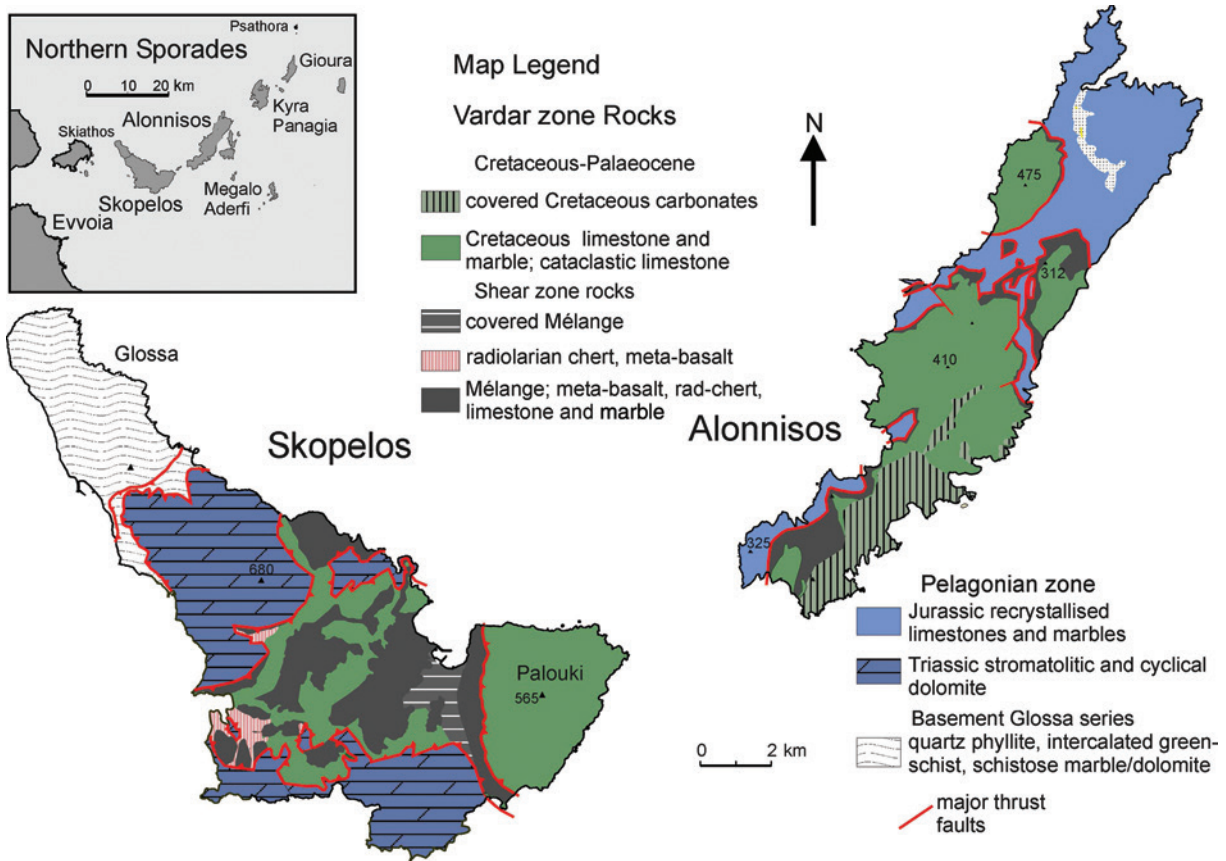 Psathora
Northern Sporades
Gioura
0 10 20 km
Kyra
Panagia
Alonnisos
Skiathos
Skopelos
Megalo
Aderfi
Evvoia
Map Legend
Vardar zone Rocks
Cretaceous-Palaeocene
covered Cretaceous carbonates
Cretaceous limestone and
marble; cataclastic limestone
Shear zone rocks
covered Mélange
radiolarian chert, meta-basalt
Mélange; meta-basalt, rad-chert,
limestone and marble
N
475
312
410
Alonnisos
325
Glossa
Skopelos
680
Palouki
565
0 2 km
Pelagonian zone
Jurassic recrystallised
limestones and marbles
Triassic stromatolitic and cyclical
dolomite
Basement Glossa series
quartz phyllite, intercalated green-
schist, schistose marble/dolomite
major thrust
faults